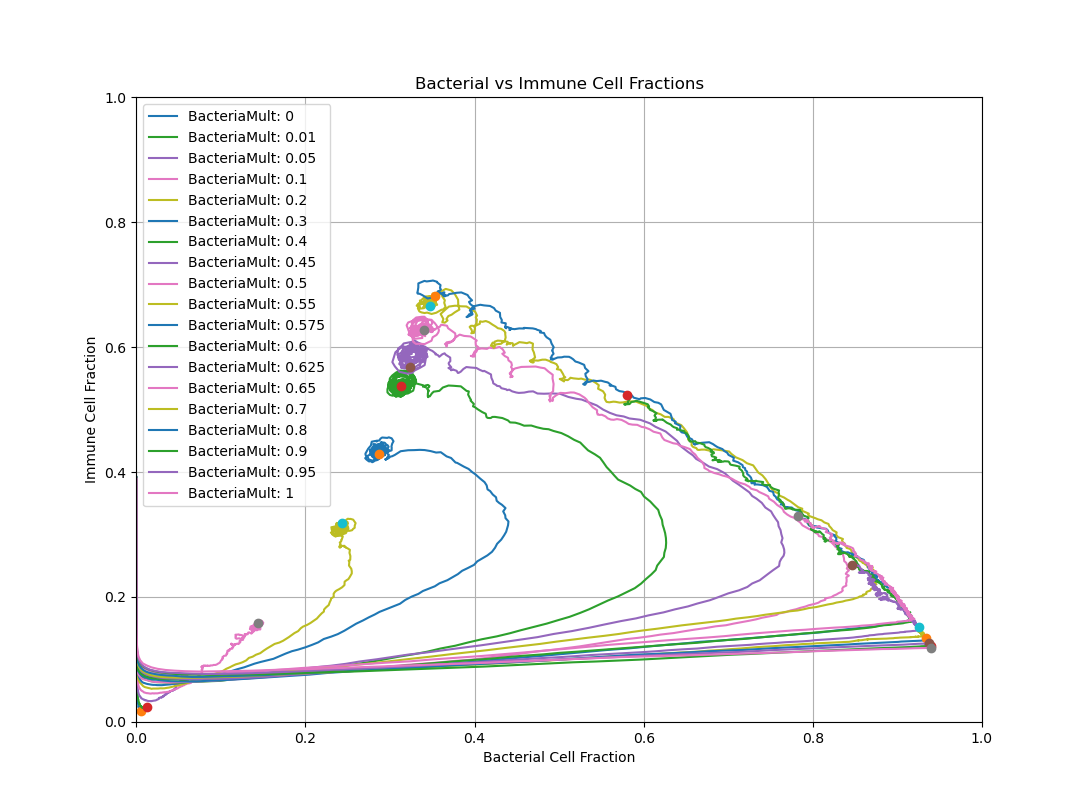 Bacterial vs Immune Cell Fractions
1.0
0.8
0.6
0.4
0.2
0.0
Immune Cell Fraction
BacteriaMult: 0
BacteriaMult: 0.01
BacteriaMult: 0.05
BacteriaMult: 0.1
BacteriaMult: 0.2
BacteriaMult: 0.3
BacteriaMult: 0.4
BacteriaMult: 0.45
BacteriaMult: 0.5
BacteriaMult: 0.55
BacteriaMult: 0.575
BacteriaMult: 0.6
BacteriaMult: 0.625
BacteriaMult: 0.65
BacteriaMult: 0.7
BacteriaMult: 0.8
BacteriaMult: 0.9
BacteriaMult: 0.95
BacteriaMult: 1
0.0 0.2 0.4 0.6 0.8 1.0
Bacterial Cell Fraction